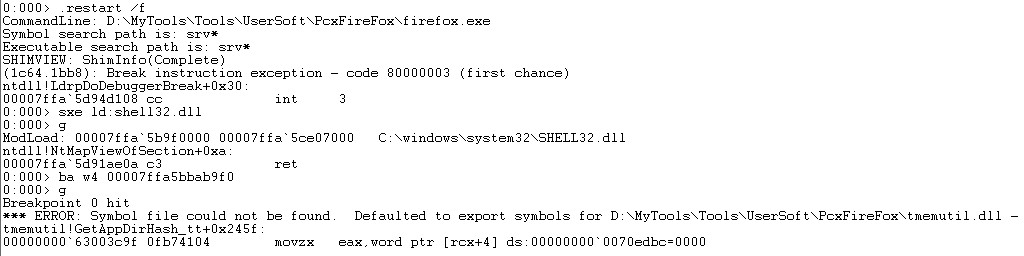 0:000> .restart /f
CommandLine: D:\MyTools\Tools\UserSoft\PcxFireFox\firefox.exe
Symbol search path is: srv*
Executable search path is: srv*
SHIMVIEW: ShimInfo(Complete)
(1c64.1bb8): Break instruction exception - code 80000003 (first chance)
ntdll!LdrpDoDebuggerBreak+0x30:
00007ffa`5d94d108 cc int 3
0:000> sxe ld:shell32.dll
0:000> g
ModLoad: 00007ffa`5b9f0000 00007ffa`5ce07000 C:\windows\system32\SHELL32.dll
ntdll!NtMapViewOfSection+0xa:
00007ffa`5d91ae0a c3 ret
0:000> ba w4 00007ffa5bbab9f0
0:000> g
Breakpoint 0 hit
*** ERROR: Symbol file could not be found. Defaulted to export symbols for D:\MyTools\Tools\UserSoft\PcxFireFox\tmemutil.dll -
tmemutil!GetAppDirHash_tt+0x245f:
00000000`63003c9f 0fb74104 movzx eax,word ptr [rcx+4] ds:00000000`0070edbc=0000